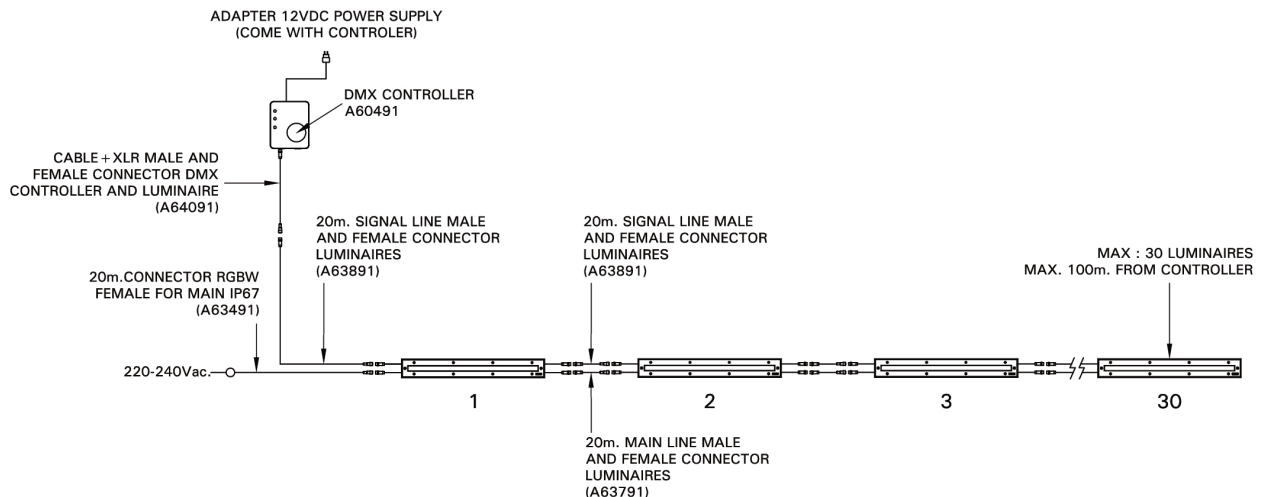 ADAPTER 12VDC POWER SUPPLY
(COME WITH CONTROLER)
DMX CONTROLLER
A60491
CABLE+XLR MALE AND
FEMALE CONNECTOR DMX
CONTROLLER AND LUMINAIRE
(A64091)
20m. SIGNAL LINE MALE
AND FEMALE CONNECTOR
LUMINAIRES
(A63891)
20m. SIGNAL LINE MALE
AND FEMALE CONNECTOR
LUMINAIRES
(A63891)
MAX : 30 LUMINAIRES
MAX. 100m. FROM CONTROLLER
20m.CONNECTOR RGBW
FEMALE FOR MAIN IP67
(A63491)
220-240Vac.
1
2
3
30
20m. MAIN LINE MALE
AND FEMALE CONNECTOR
LUMINAIRES
(A63791)